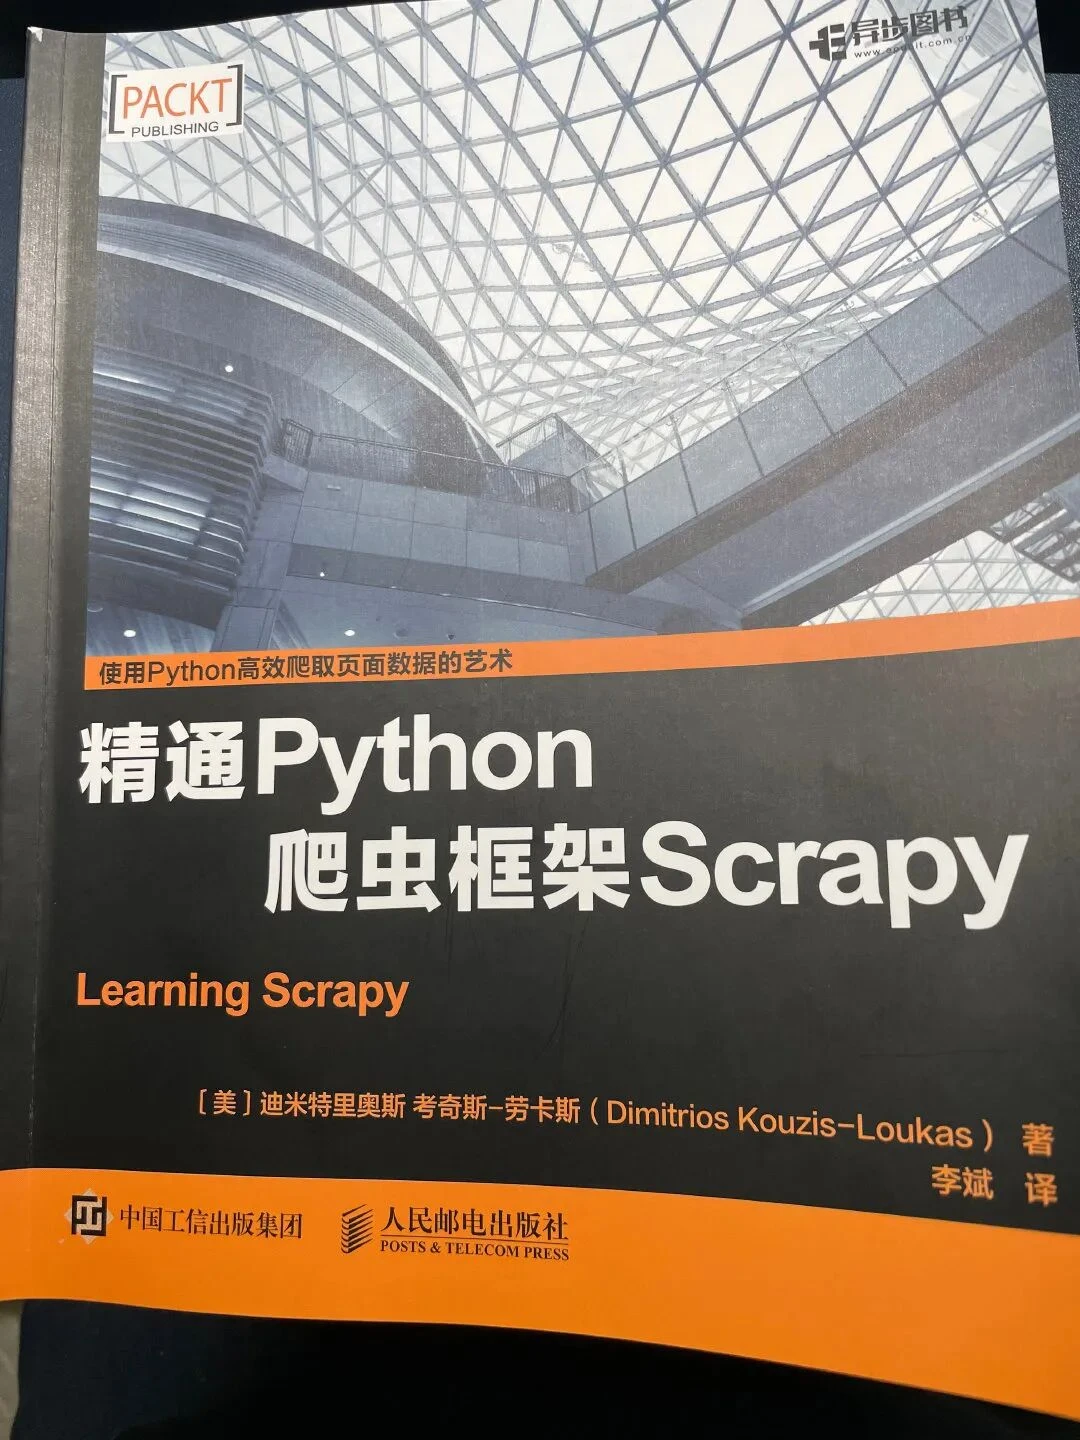 异步图书
www.epubit.com.cn
PACKT
PUBLISHING
使用Python高效爬取页面数据的艺术
精通Python
爬虫框架Scrapy
Learning Scrapy
[美]迪米特里奥斯 考奇斯-劳卡斯(Dimitrios Kouzis-Loukas) 著
李斌 译
中国工信出版集团
人民邮电出版社
POSTS & TELECOM PRESS